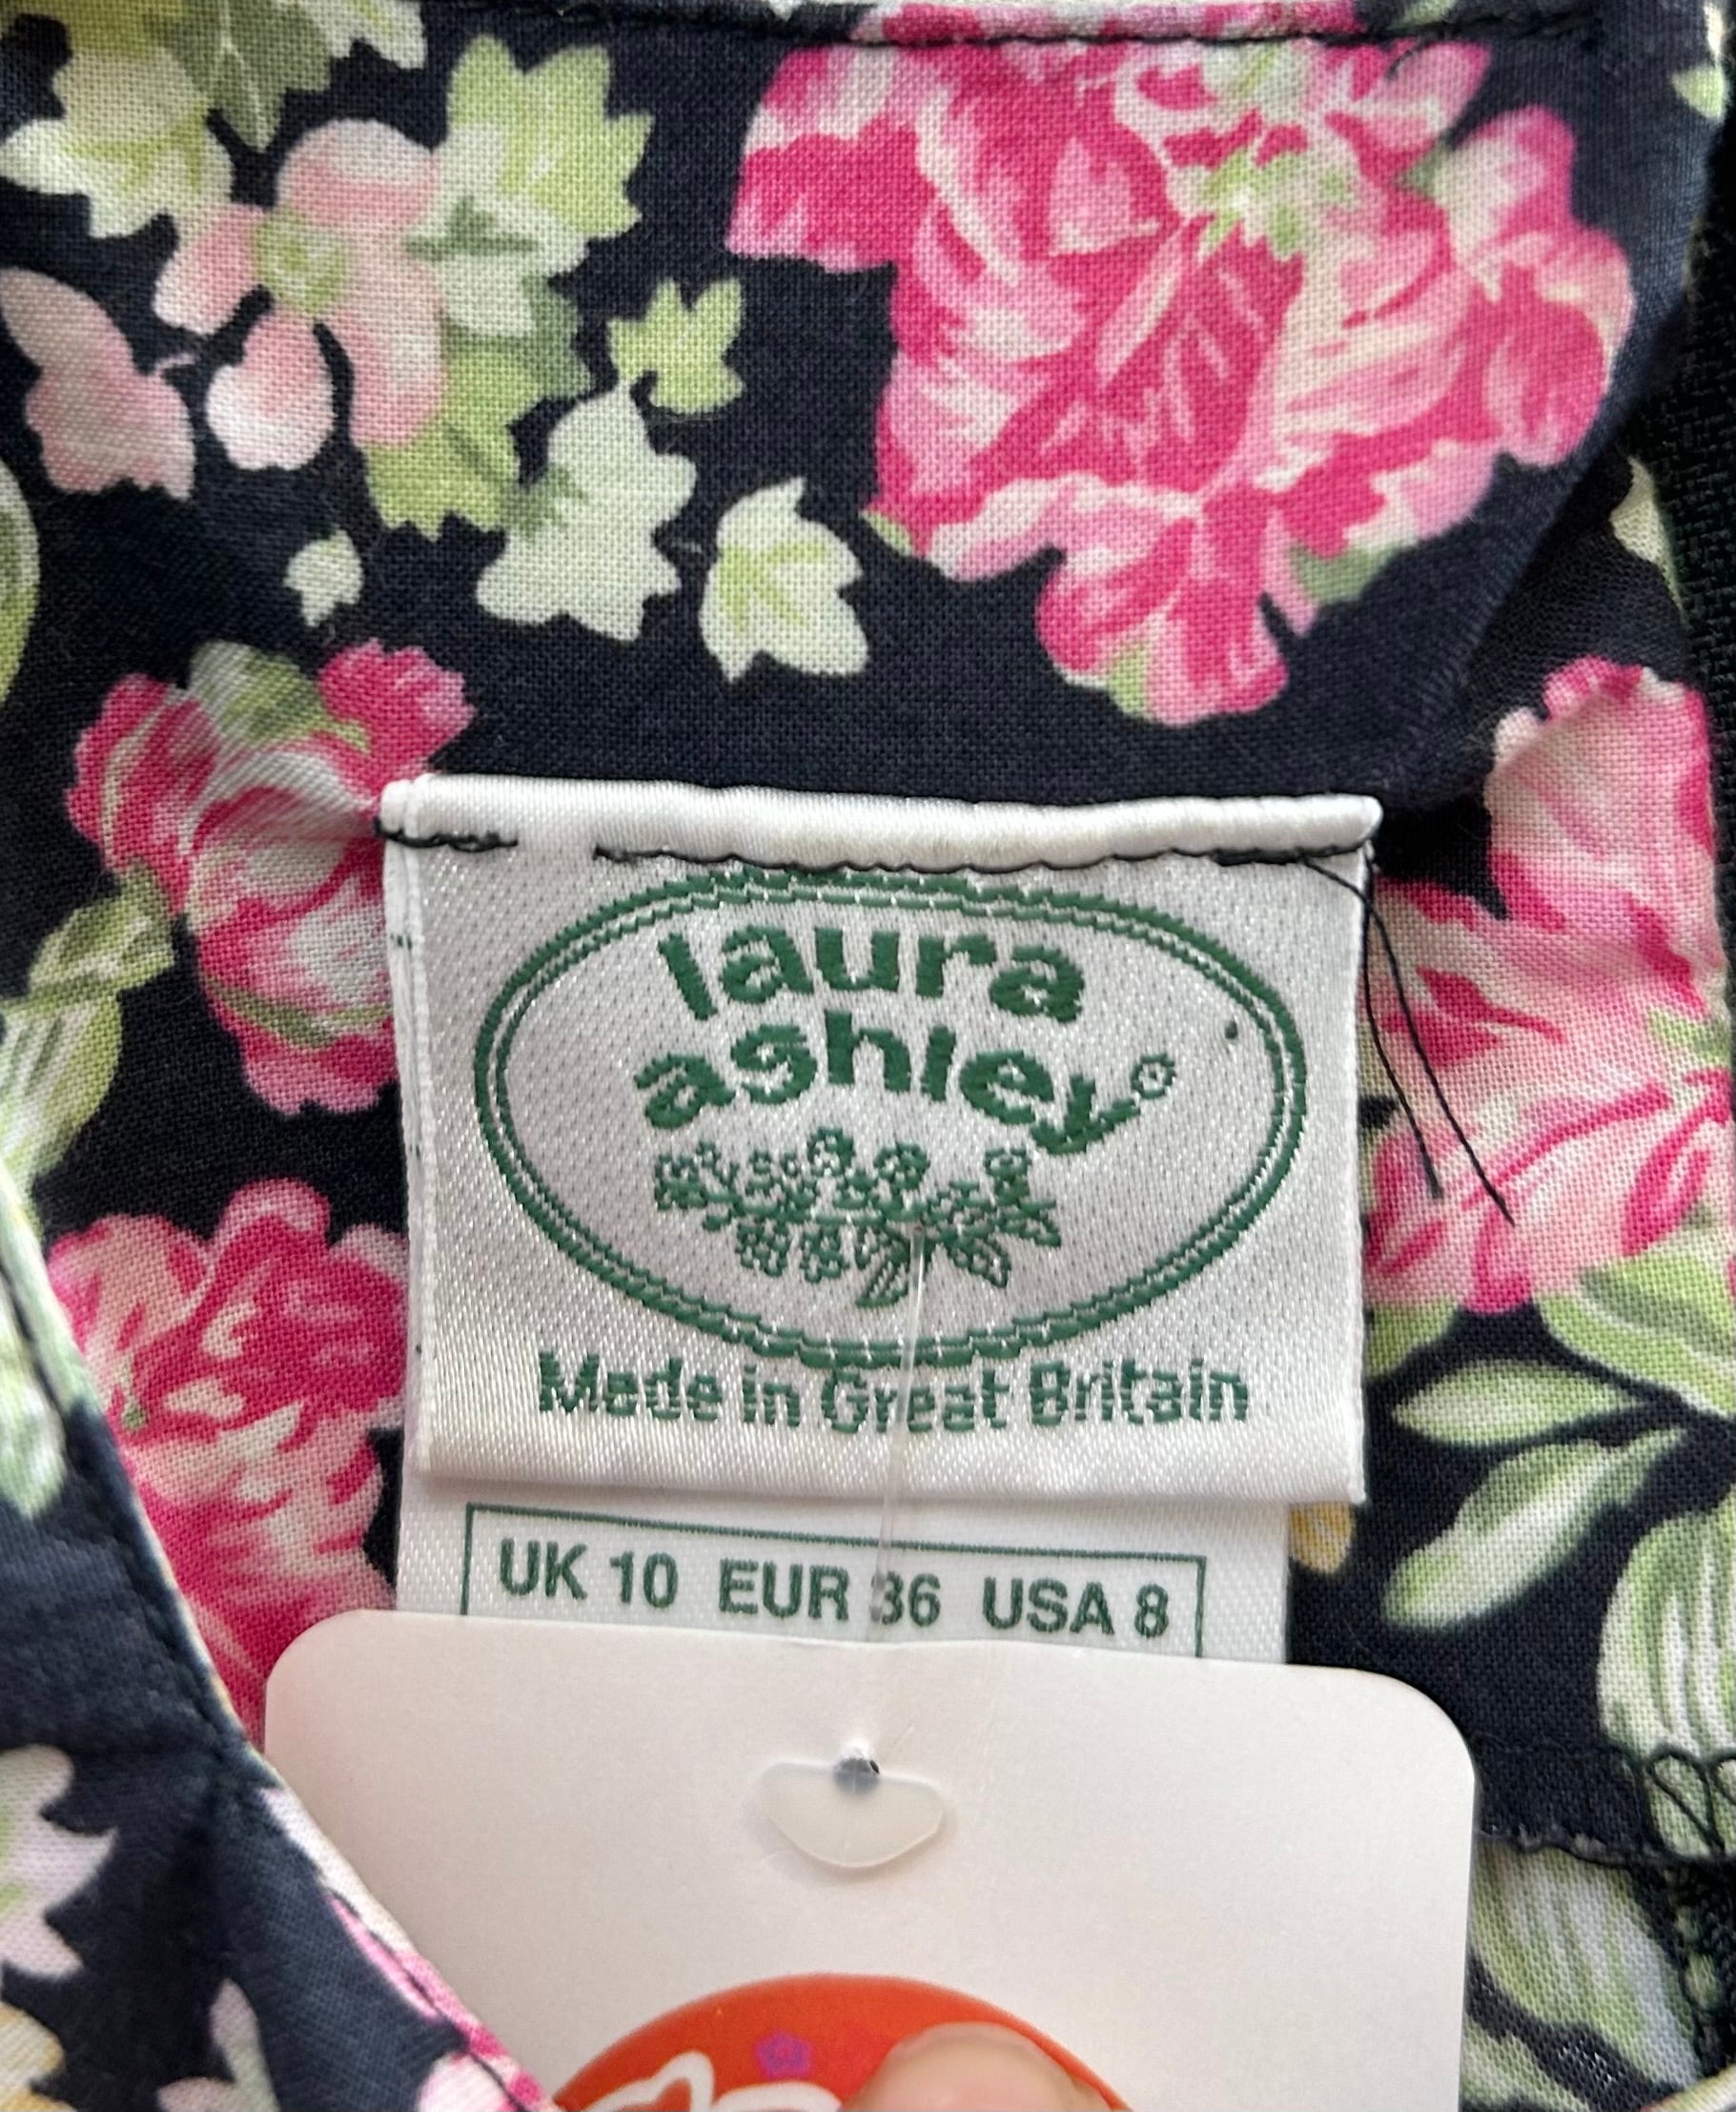 laura
ashley®
Made in Great Britain
UK 10 EUR 36 USA 8